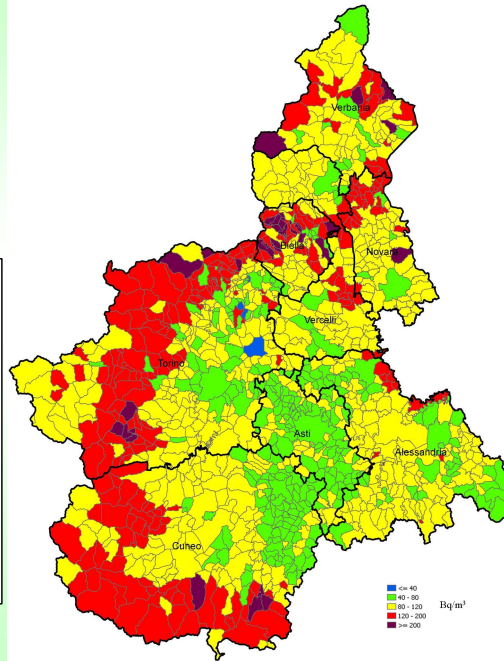 Verbania
Biella
Novara
Vercelli
Torino
Asti
Alessandria
Cuneo
<= 40
40 - 80
80 - 120
120 - 200
>= 200
Bq/m³